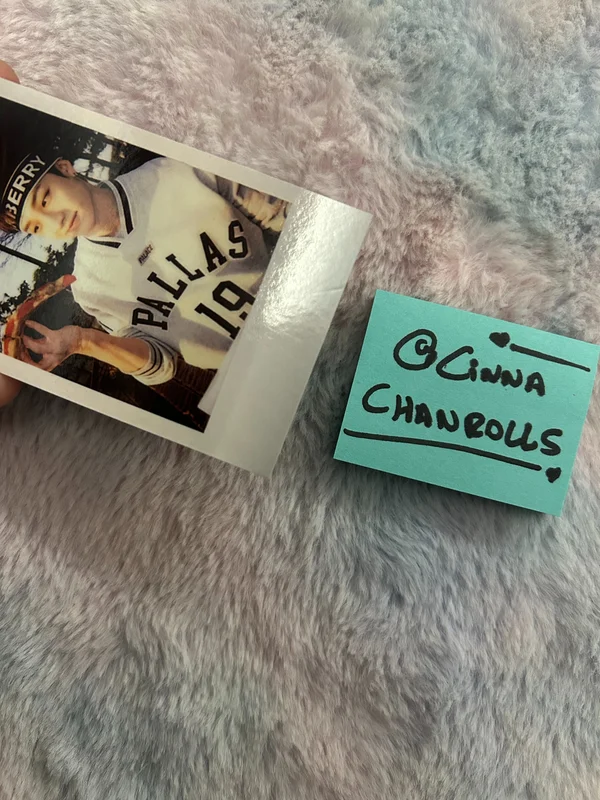 BERRY
PALLAS
19
@CINNA
CHANROLLS